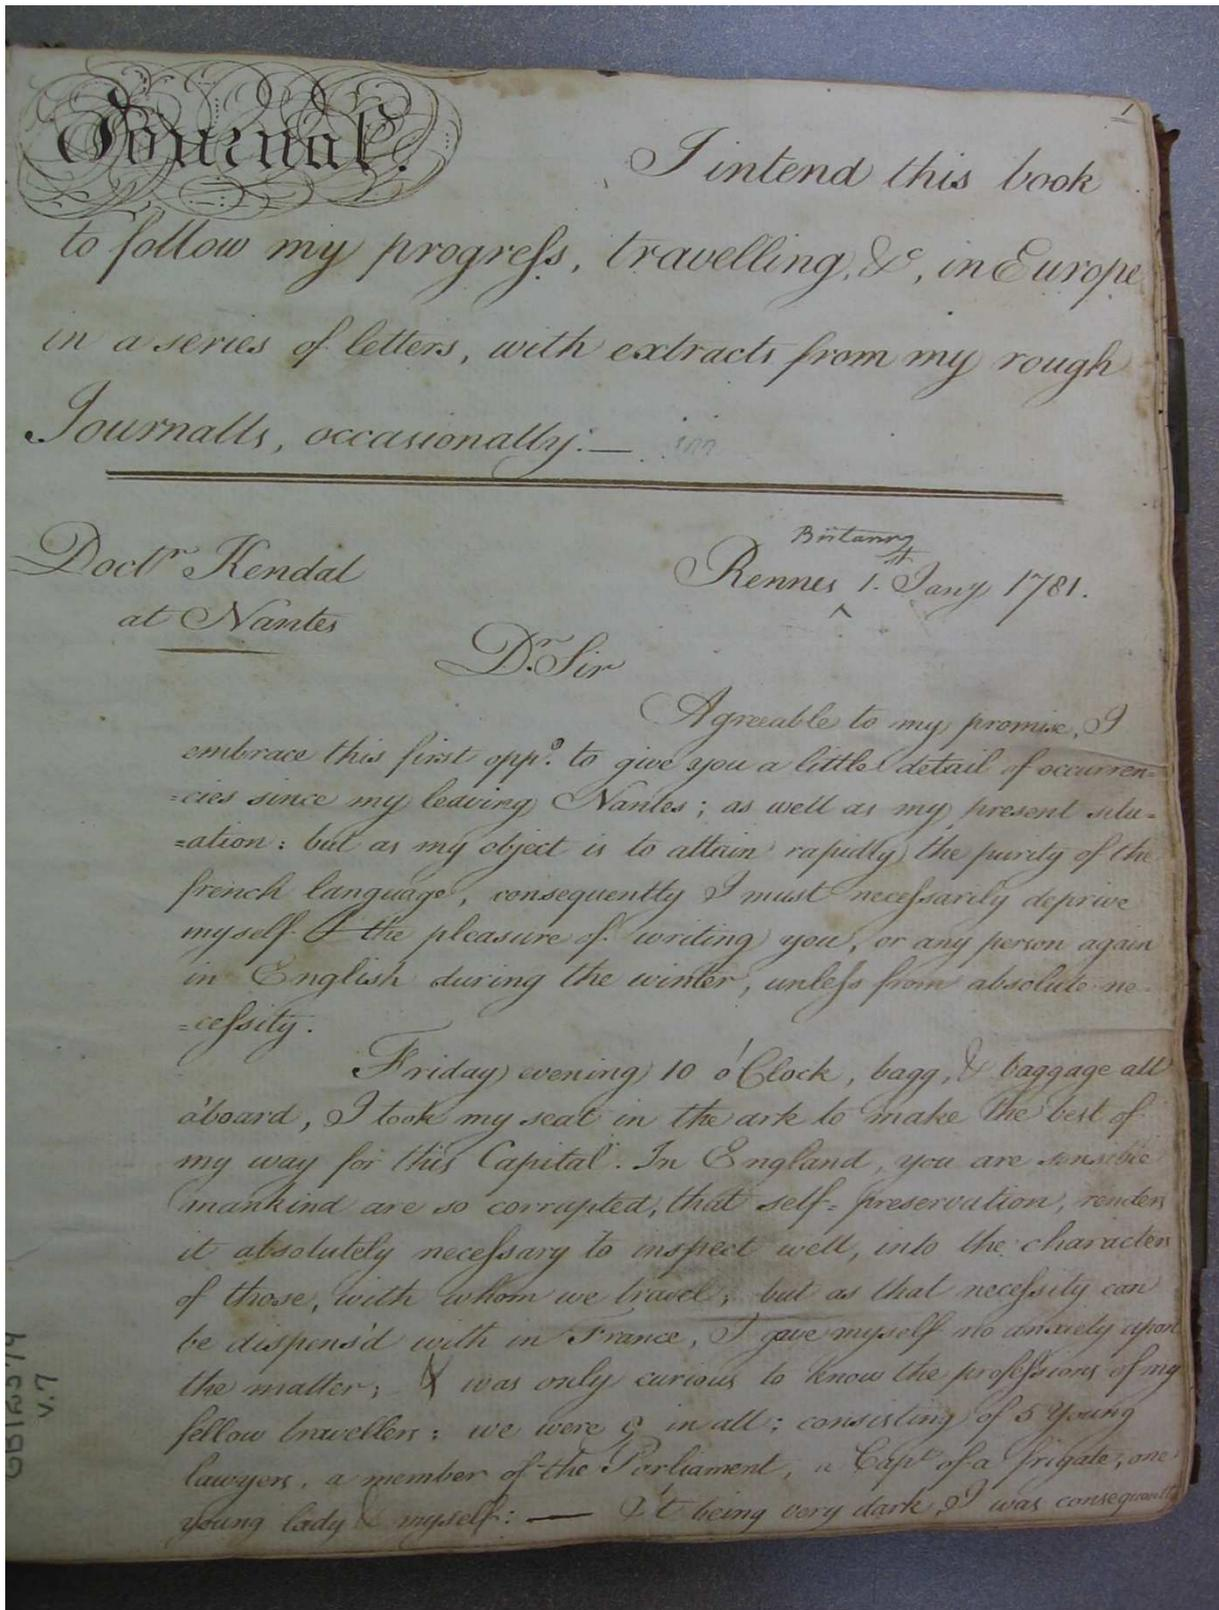 1
Journal.
I intend this book
to follow my progreſs, travelling, &c, in Europe
in a series of letters, with extracts from my rough
Journalls, occasionally:—
Doctr Kendal
at Nantes
Britanny
Rennes ^ 1.st Jany 1781.
Dr. Sir
Agreeable to my promise, I
embrace this first oppo. to give you a little detail of occurren=
=cies since my leaving Nantes; as well as my present situ=
=ation: but as my object is to attain rapidly the purity of the
french language, consequently I must neceſsarily deprive
myself of the pleasure of writing you, or any person again
in English during the winter, unleſs from absolute ne=
=ceſsity.
Friday evening 10 o'Clock, bagg, & baggage all
a'board, I took my seat in the ark to make the best of
my way for this Capital. In England, you are sensible
mankind are so corrupted, that self=preservation, renders
it absolutely neceſsary to inspect well, into the characters
of those, with whom we travel; but as that neceſsity can
be dispens'd with in France, I gave myself no anxiety upon
the matter; & was only curious to know the profeſsions of my
fellow travellers: we were 9 in all; consisting of 5 Young
lawyers, a member of the Parliament, a Capt of a frigate, one
young lady & myself:— It being very dark, I was consequently
GB12574
V.7